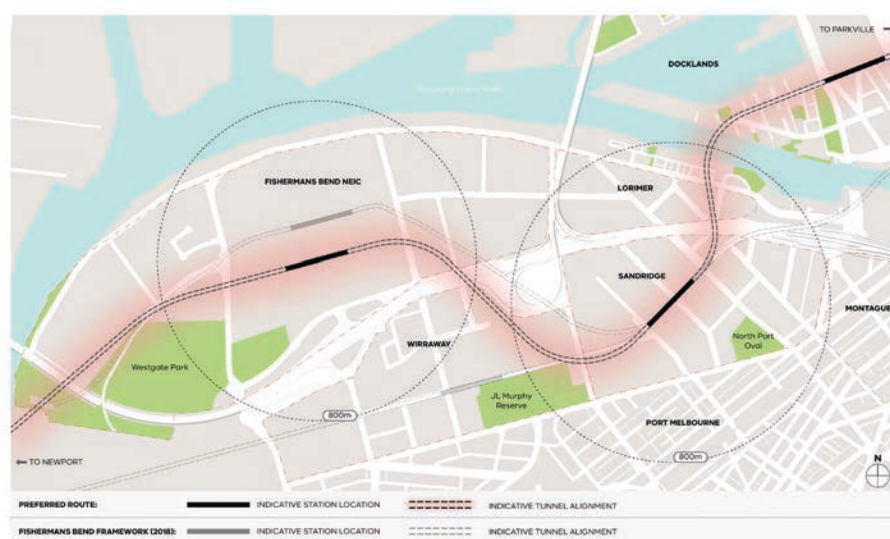 TO PARKVILLE
DOCKLANDS
FISHERMANS BEND NEIC
LORIMER
SANDRIDGE
MONTAGUE
North Port
Oval
WIRRAWAY
Westgate Park
JL Murphy
Reserve
800m
PORT MELBOURNE
800m
TO NEWPORT
N
PREFERRED ROUTE: INDICATIVE STATION LOCATION INDICATIVE TUNNEL ALIGNMENT
FISHERMANS BEND FRAMEWORK (2018): INDICATIVE STATION LOCATION INDICATIVE TUNNEL ALIGNMENT